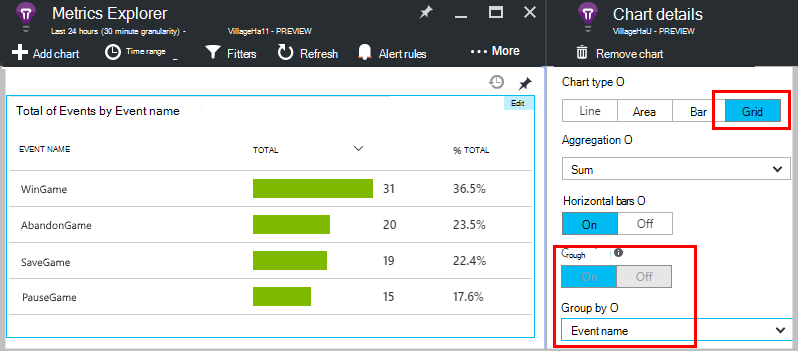 Metrics Explorer
Last 24 hours (30 minute granularity) - VillageHa11 - PREVIEW
Add chart Time range Fitters Refresh Alert rules ••• More
Edit
Total of Events by Event name
EVENT NAME TOTAL % TOTAL
WinGame 31 36.5%
AbandonGame 20 23.5%
SaveGame 19 22.4%
PauseGame 15 17.6%
Chart details
VillageHaU - PREVIEW
Remove chart
Chart type O
Line Area Bar Grid
Aggregation O
Sum
Horizontal bars O
On Off
Crough
On Off
Group by O
Event name